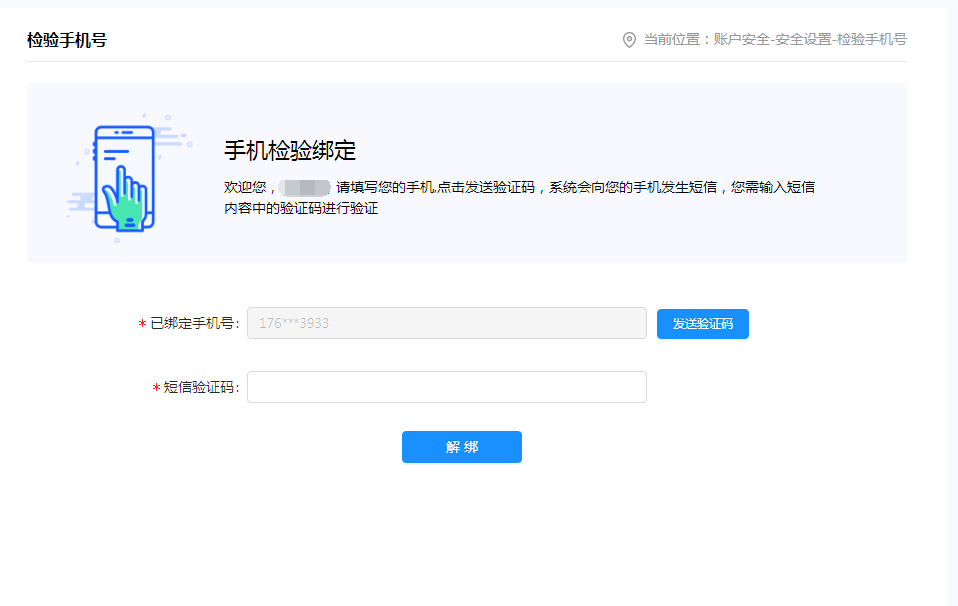 检验手机号
当前位置：账户安全-安全设置-检验手机号
手机检验绑定
欢迎您， 请填写您的手机,点击发送验证码，系统会向您的手机发生短信，您需输入短信
内容中的验证码进行验证
* 已绑定手机号: 176***3933 发送验证码
* 短信验证码:
解 绑